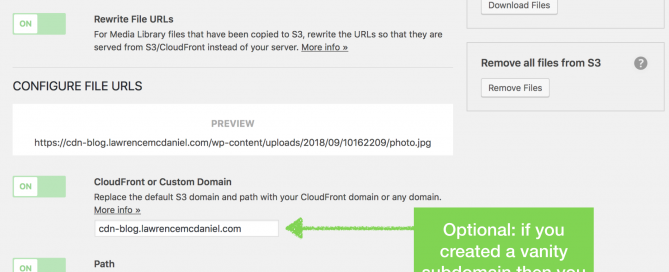 Download Files
ON
Rewrite File URLs
For Media Library files that have been copied to S3, rewrite the URLs so that they are
served from S3/CloudFront instead of your server. More info »
Remove all files from S3
?
Remove Files
CONFIGURE FILE URLS
PREVIEW
https://cdn-blog.lawrencemcdaniel.com/wp-content/uploads/2018/09/10162209/photo.jpg
ON
CloudFront or Custom Domain
Replace the default S3 domain and path with your CloudFront domain or any domain.
More info »
cdn-blog.lawrencemcdaniel.com
Optional: if you
created a vanity
subdomain then you
ON
Path